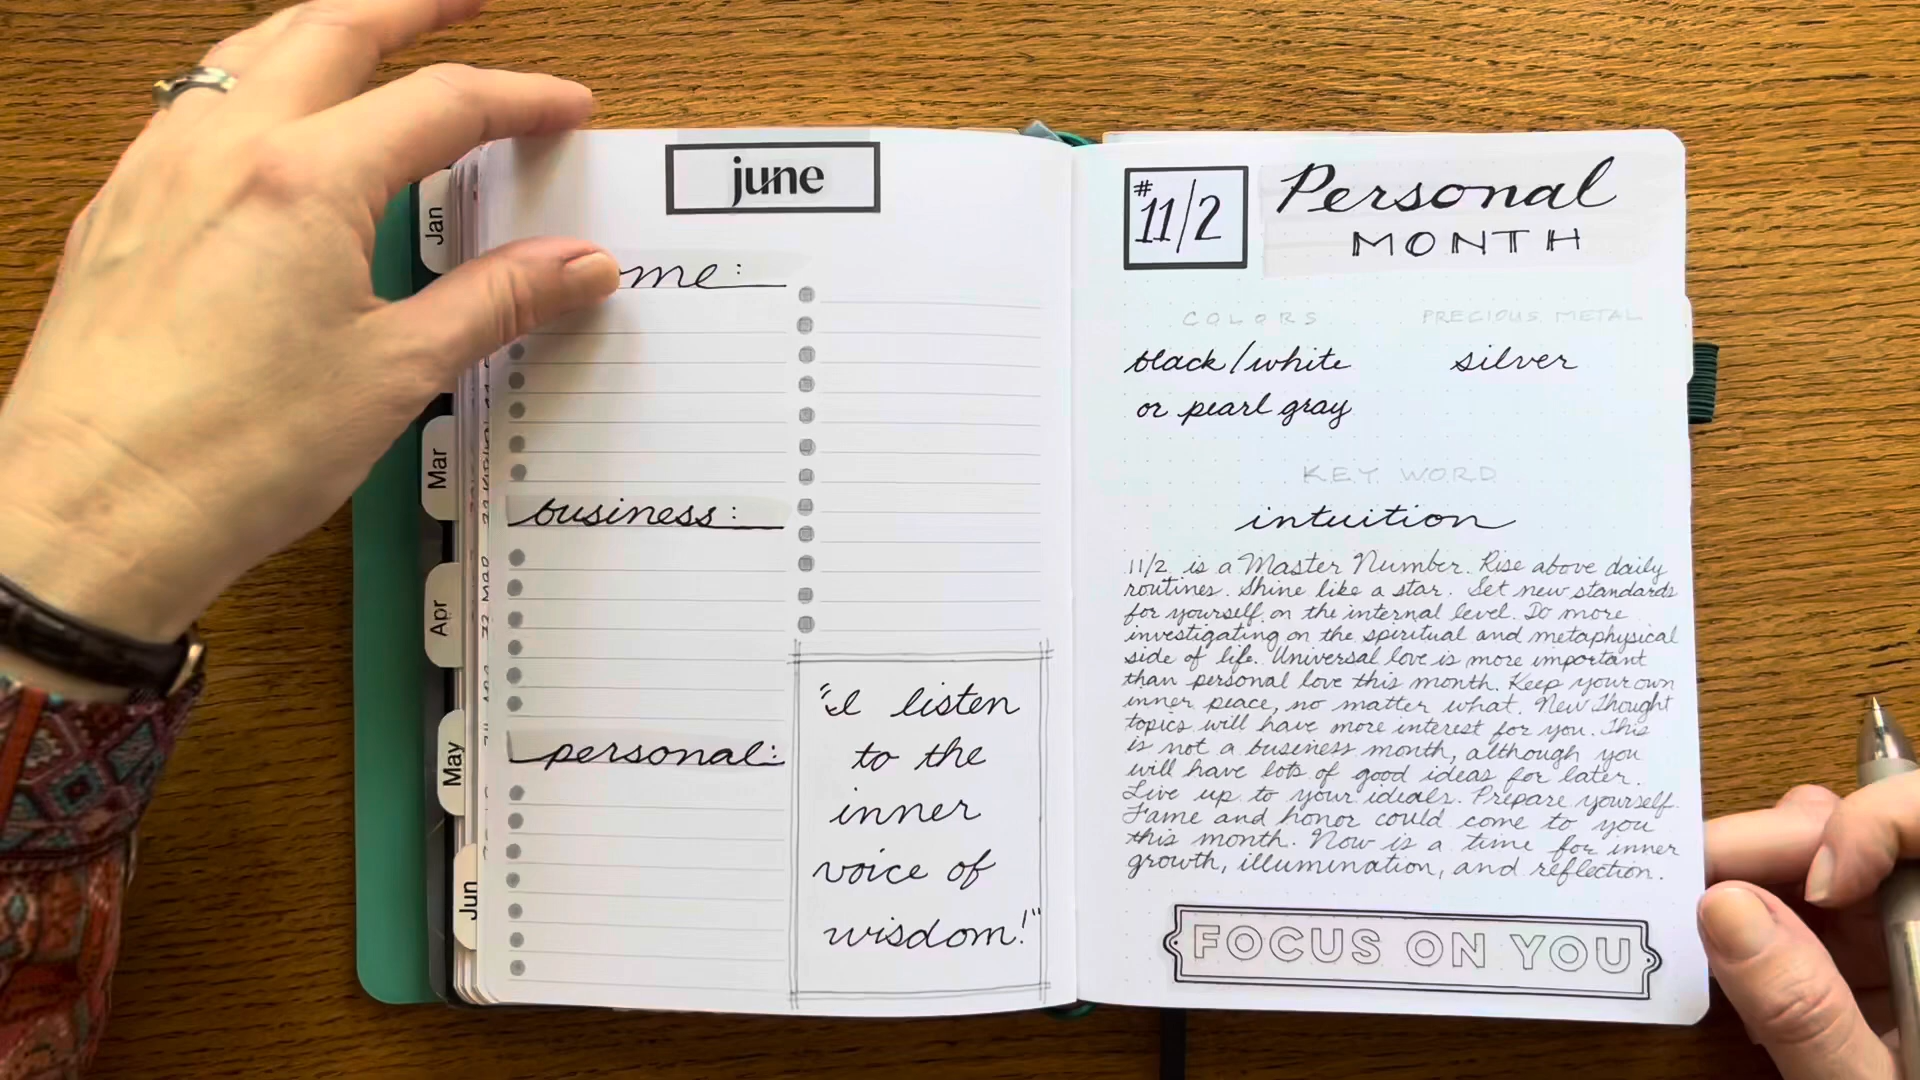 june
ome:
business:
personal:
"I listen
to the
inner
voice of
wisdom!"
Jan
Mar
Apr
May
Jun
#11/2
Personal
MONTH
COLORS
black/white
or pearl gray
PRECIOUS METAL
silver
KEY WORD
intuition
11/2 is a Master Number. Rise above daily
routines. Shine like a star. Set new standards
for yourself on the internal level. Do more
investigating on the spiritual and metaphysical
side of life. Universal love is more important
than personal love this month. Keep your own
inner peace, no matter what. New Thought
topics will have more interest for you. This
is not a business month, although you
will have lots of good ideas for later.
Live up to your ideals. Prepare yourself.
Fame and honor could come to you
this month. Now is a time for inner
growth, illumination, and reflection.
FOCUS ON YOU